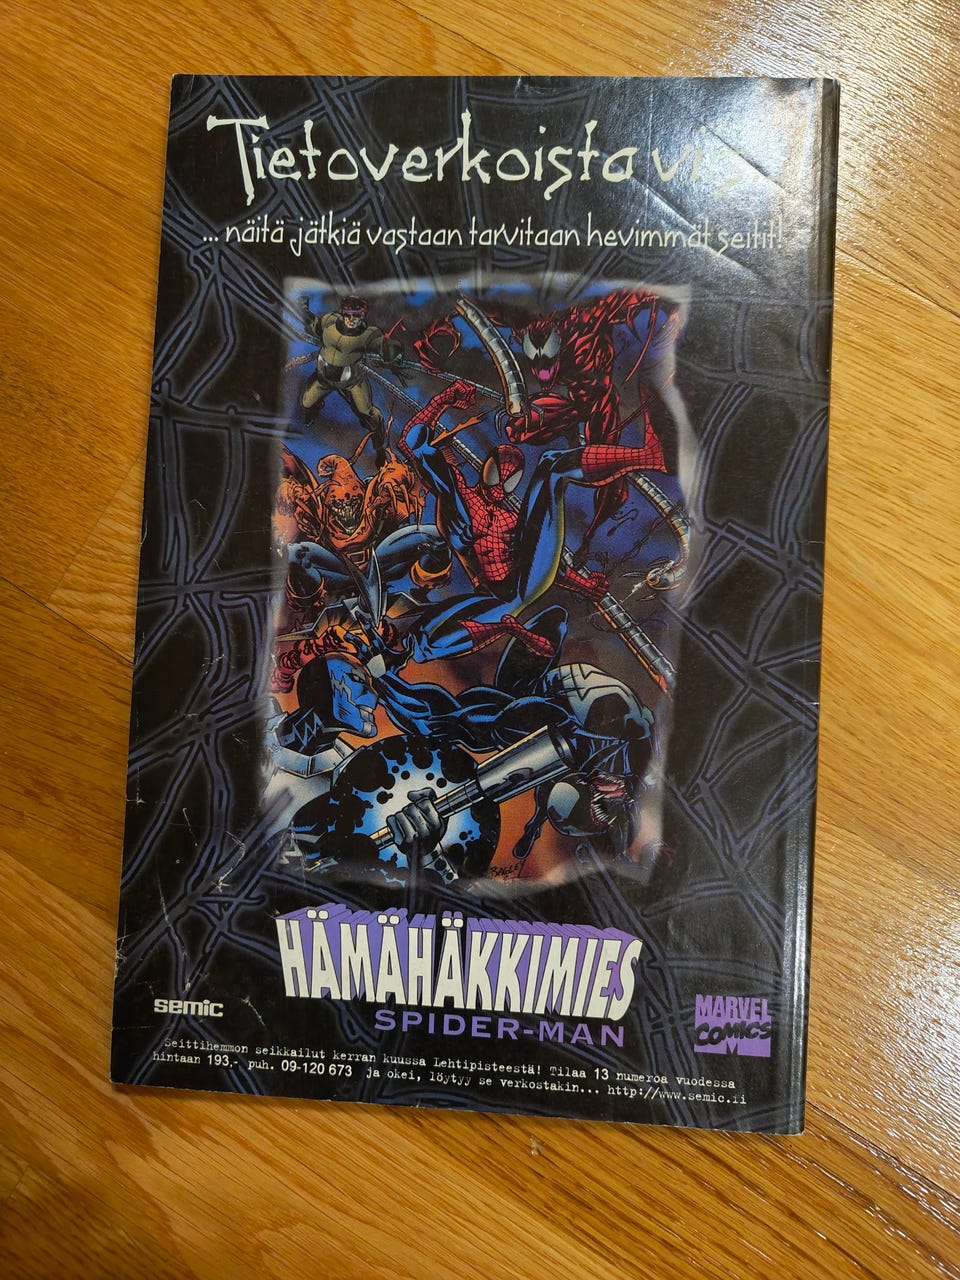 Tietoverkoista
... näitä jätkiä vastaan tarvitaan hevimmät seitit!
BAGLEY
HÄMÄHÄKKIMIES
SPIDER-MAN
semic
MARVEL
COMICS
Seittihemmon seikkailut kerran kuussa Lehtipisteestä! Tilaa 13 numeroa vuodessa
hintaan 193,- puh. 09-120 673 ja okei, löytyy se verkostakin... http://www.semic.fi